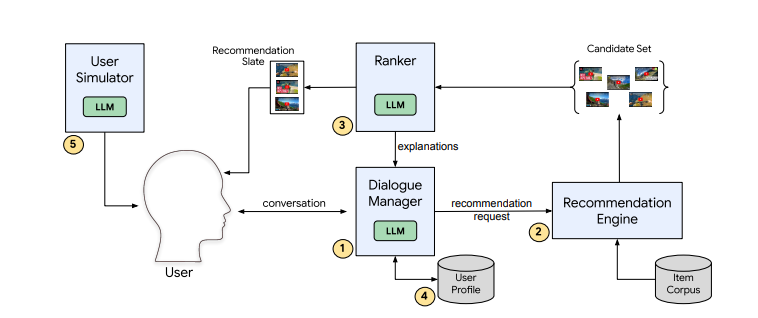 User
Simulator
LLM
5
Recommendation
Slate
Ranker
LLM
3
Candidate Set
explanations
Dialogue
Manager
LLM
1
conversation
recommendation
request
Recommendation
Engine
2
User
User
Profile
4
Item
Corpus